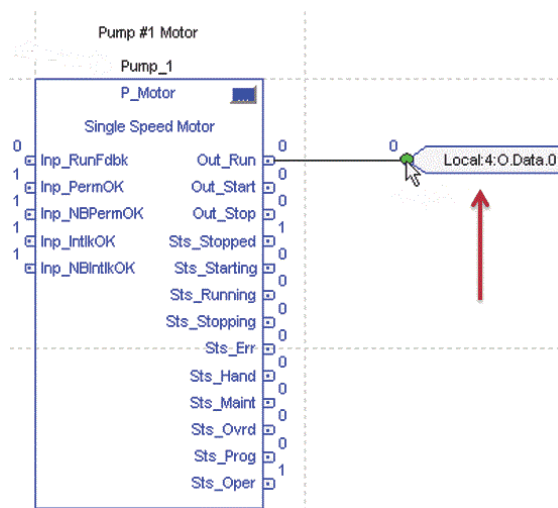 Pump #1 Motor
Pump_1
P_Motor
Single Speed Motor
0 Inp_RunFdbk Out_Run 0 0 Local:4:O.Data.0
1 Inp_PermOK Out_Start 0
1 Inp_NBPermOK Out_Stop 0
1 Inp_IntlkOK Sts_Stopped 1
1 Inp_NBIntlkOK Sts_Starting 0
Sts_Running 0
Sts_Stopping 0
Sts_Err 0
Sts_Hand 0
Sts_Maint 0
Sts_Ovrd 0
Sts_Prog 0
Sts_Oper 1